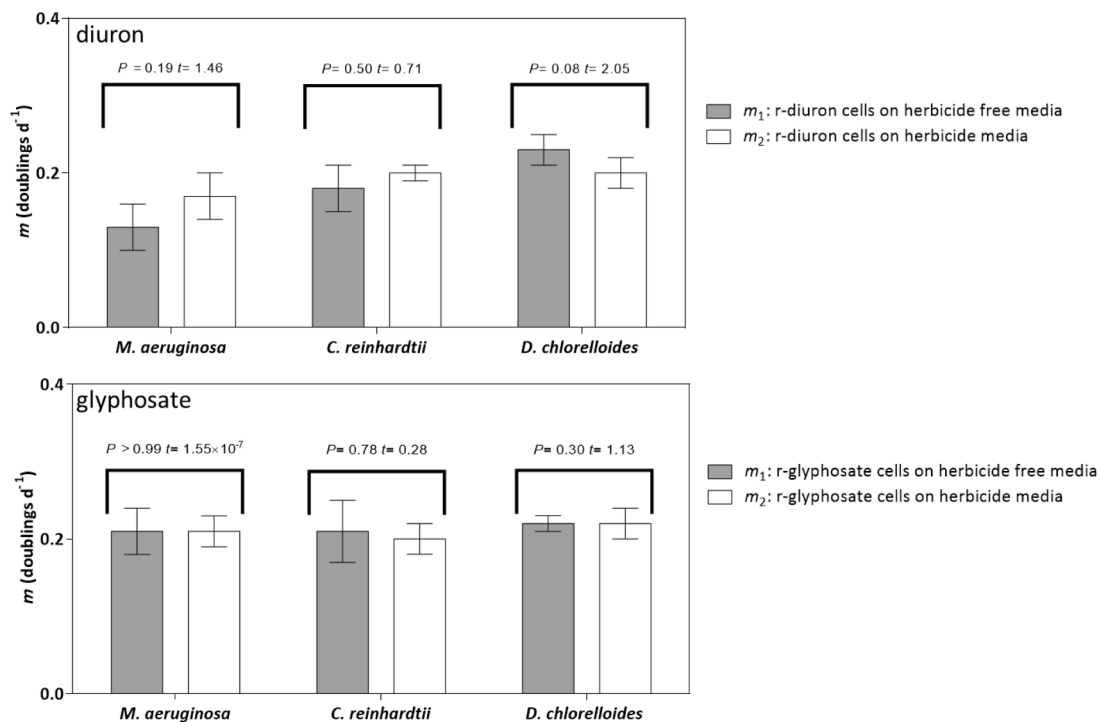 0.4
diuron
P = 0.19 t= 1.46
P= 0.50 t= 0.71
P= 0.08 t= 2.05
m₁: r-diuron cells on herbicide free media
m₂: r-diuron cells on herbicide media
0.2
m (doublings d⁻¹)
0.0
M. aeruginosa
C. reinhardtii
D. chlorelloides
0.4
glyphosate
P > 0.99 t= 1.55×10⁻⁷
P= 0.78 t= 0.28
P= 0.30 t= 1.13
m₁: r-glyphosate cells on herbicide free media
m₂: r-glyphosate cells on herbicide media
0.2
m (doublings d⁻¹)
0.0
M. aeruginosa
C. reinhardtii
D. chlorelloides